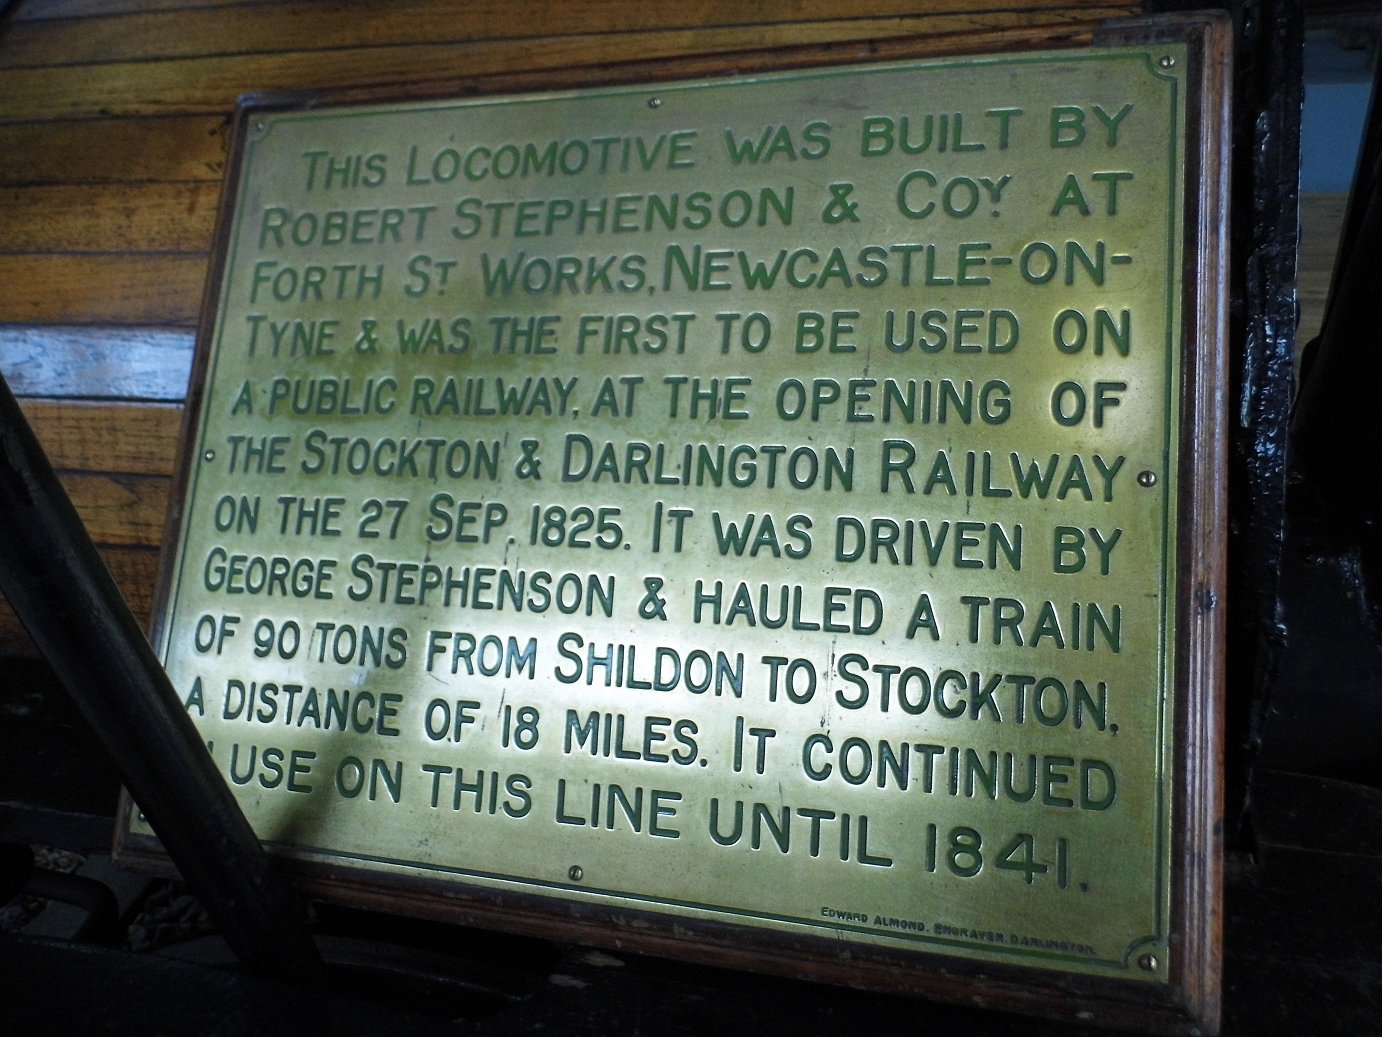 THIS LOCOMOTIVE WAS BUILT BY
ROBERT STEPHENSON & COY. AT
FORTH ST WORKS, NEWCASTLE-ON-
TYNE & WAS THE FIRST TO BE USED ON
A PUBLIC RAILWAY, AT THE OPENING OF
THE STOCKTON & DARLINGTON RAILWAY
ON THE 27 SEP. 1825. IT WAS DRIVEN BY
GEORGE STEPHENSON & HAULED A TRAIN
OF 90 TONS FROM SHILDON TO STOCKTON,
A DISTANCE OF 18 MILES. IT CONTINUED
USE ON THIS LINE UNTIL 1841.
EDWARD ALMOND, ENGRAVER, DARLINGTON.